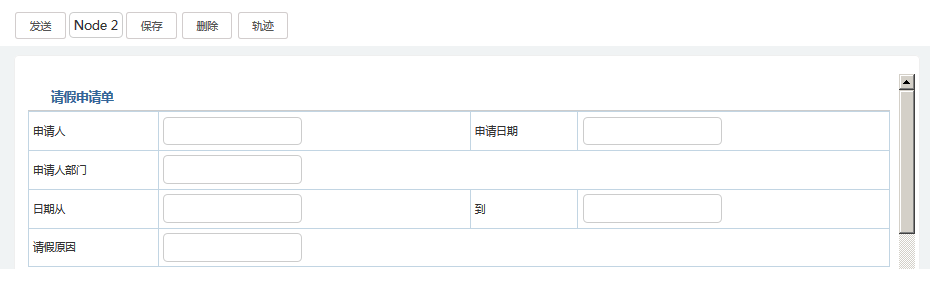 发送 Node 2 保存 删除 轨迹
请假申请单
申请人 申请日期
申请人部门
日期从 到
请假原因